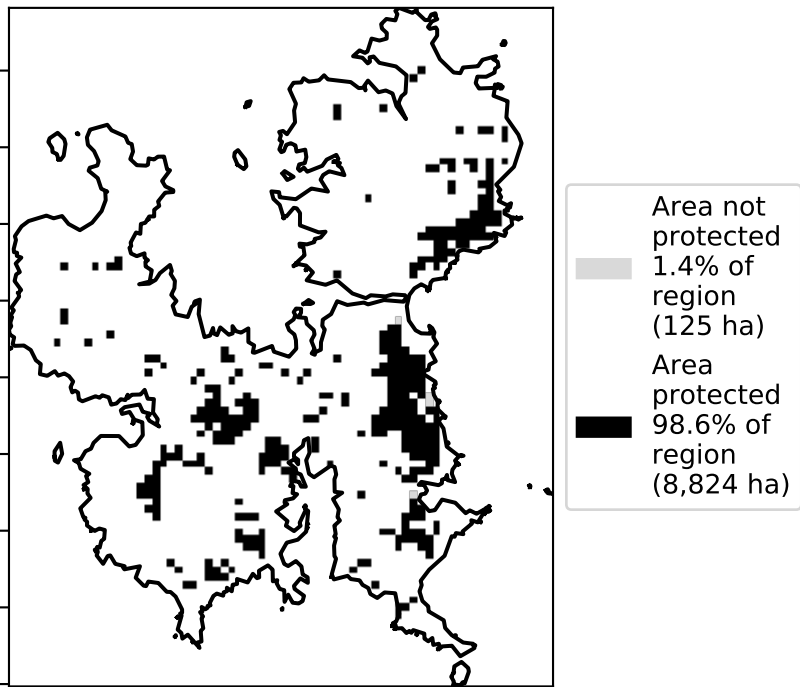 Area not
protected
1.4% of
region
(125 ha)
Area
protected
98.6% of
region
(8,824 ha)